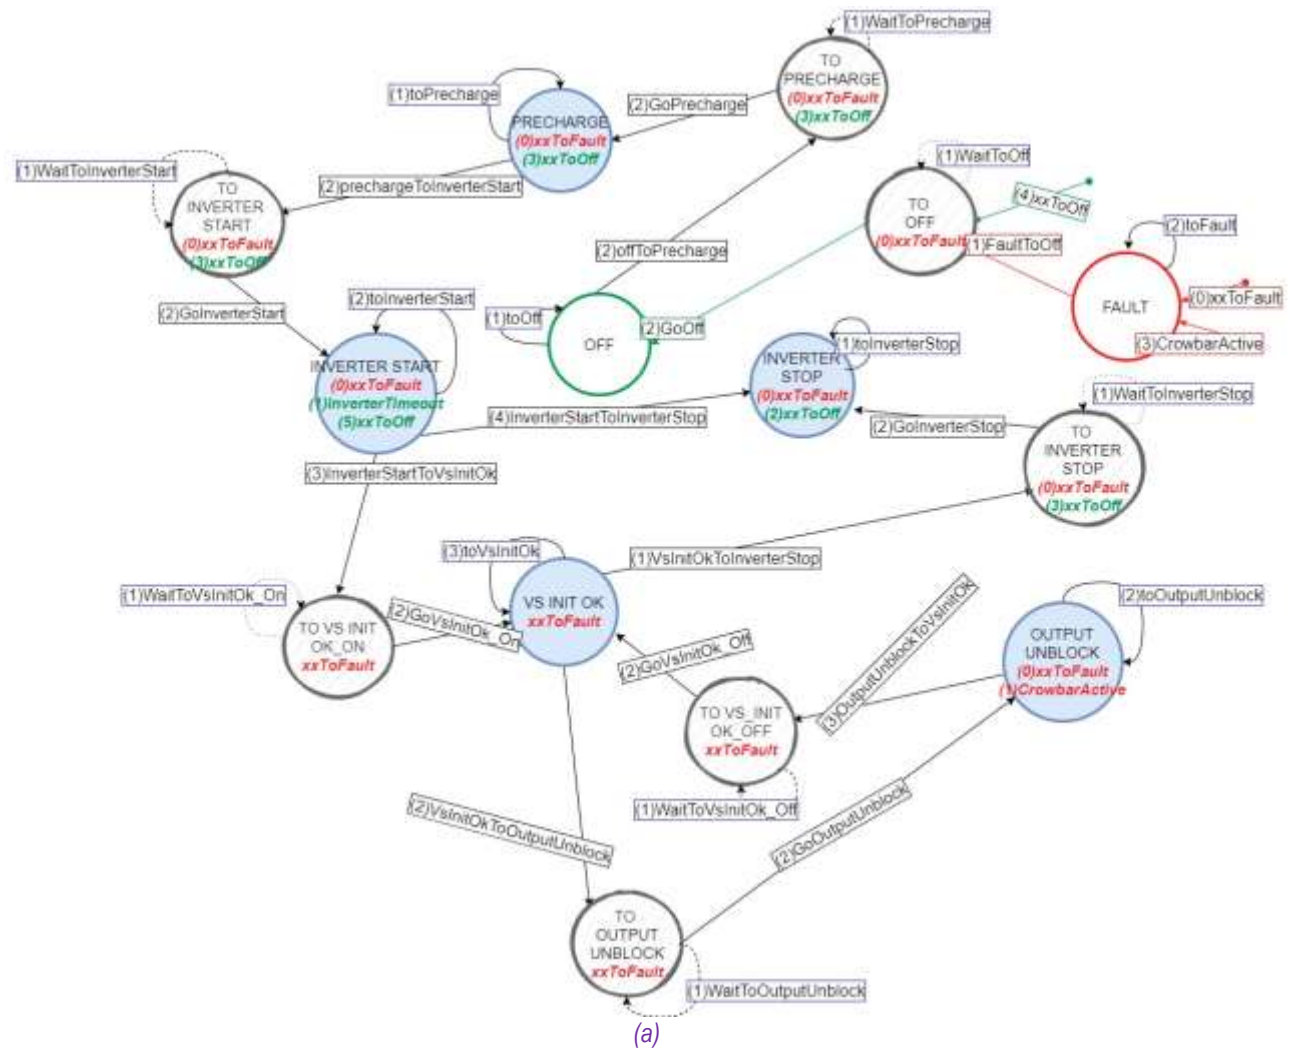 (1)WaitToPrecharge
TO
PRECHARGE
(0)xxToFault
(3)xxToOff
(1)toPrecharge
(2)GoPrecharge
PRECHARGE
(0)xxToFault
(3)xxToOff
(1)WaitToInverterStart
(2)prechargeToInverterStart
TO
INVERTER
START
(0)xxToFault
(3)xxToOff
(1)WaitToOff
TO
OFF
(0)xxToFault
(4)xxToOff
(1)FaultToOff
(2)toFault
FAULT
(0)xxToFault
(3)CrowbarActive
(2)offToPrecharge
(2)GoInverterStart
(2)toInverterStart
(1)toOff
OFF
(2)GoOff
INVERTER START
(0)xxToFault
(1)InverterTimeout
(5)xxToOff
(1)toInverterStop
INVERTER
STOP
(0)xxToFault
(2)xxToOff
(1)WaitToInverterStop
(4)InverterStartToInverterStop
(2)GoInverterStop
TO
INVERTER
STOP
(0)xxToFault
(3)xxToOff
(3)InverterStartToVsInitOk
(3)toVsInitOk
(1)VsInitOkToInverterStop
(1)WaitToVsInitOk_On
(2)GoVsInitOk_On
VS INIT OK
xxToFault
TO VS INIT
OK_ON
xxToFault
(2)GoVsInitOk_Off
(3)OutputUnblockToVsInitOk
(2)toOutputUnblock
OUTPUT
UNBLOCK
(0)xxToFault
(1)CrowbarActive
TO VS_INIT
OK_OFF
xxToFault
(1)WaitToVsInitOk_Off
(2)VsInitOkToOutputUnblock
(2)GoOutputUnblock
TO
OUTPUT
UNBLOCK
xxToFault
(1)WaitToOutputUnblock
(a)